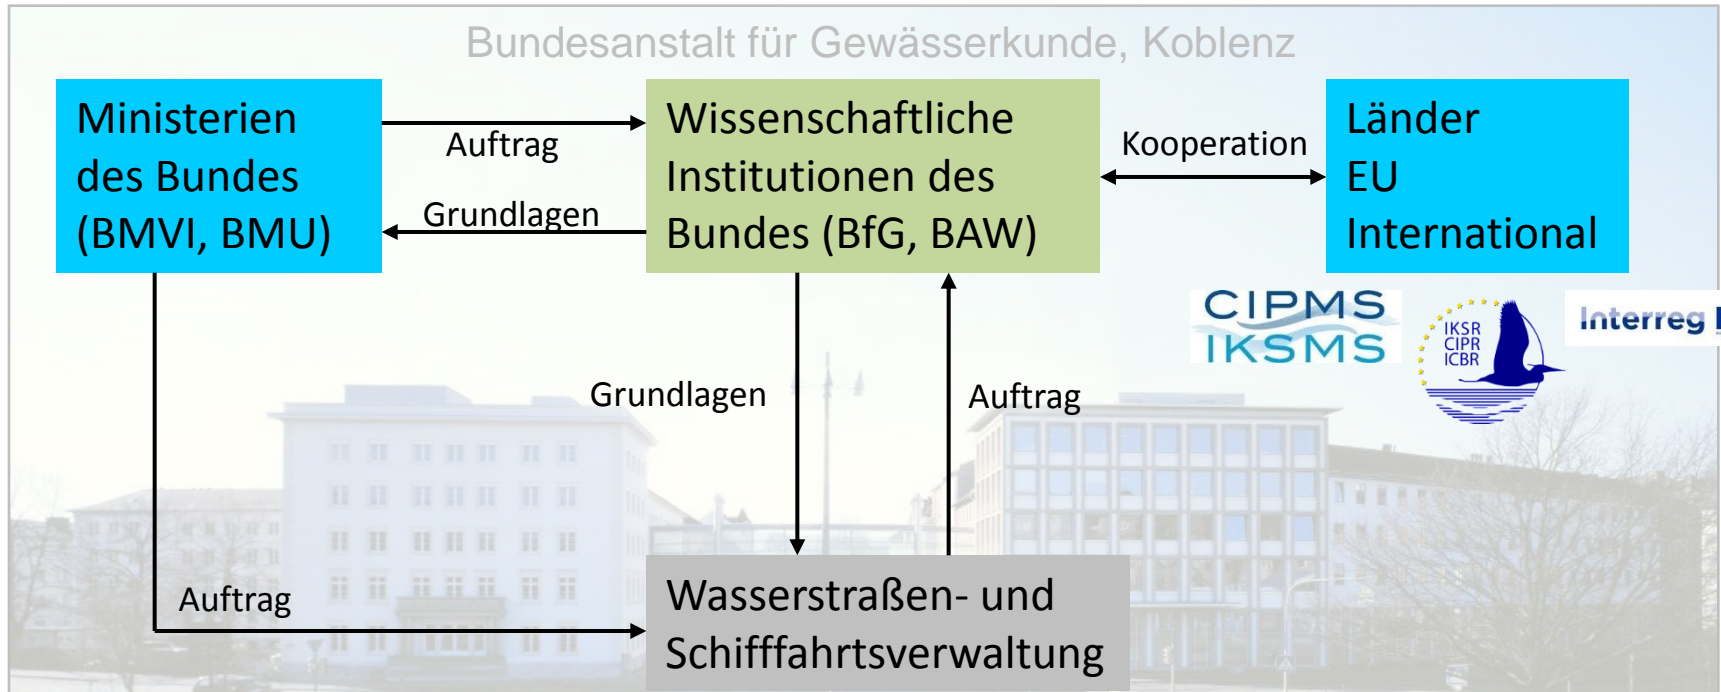 Bundesanstalt für Gewässerkunde, Koblenz
Ministerien
des Bundes
(BMVI, BMU)
Auftrag
Grundlagen
Wissenschaftliche
Institutionen des
Bundes (BfG, BAW)
Kooperation
Länder
EU
International
CIPMS
IKSMS
IKSR
CIPR
ICBR
Interreg
Grundlagen
Auftrag
Auftrag
Wasserstraßen- und
Schifffahrtsverwaltung